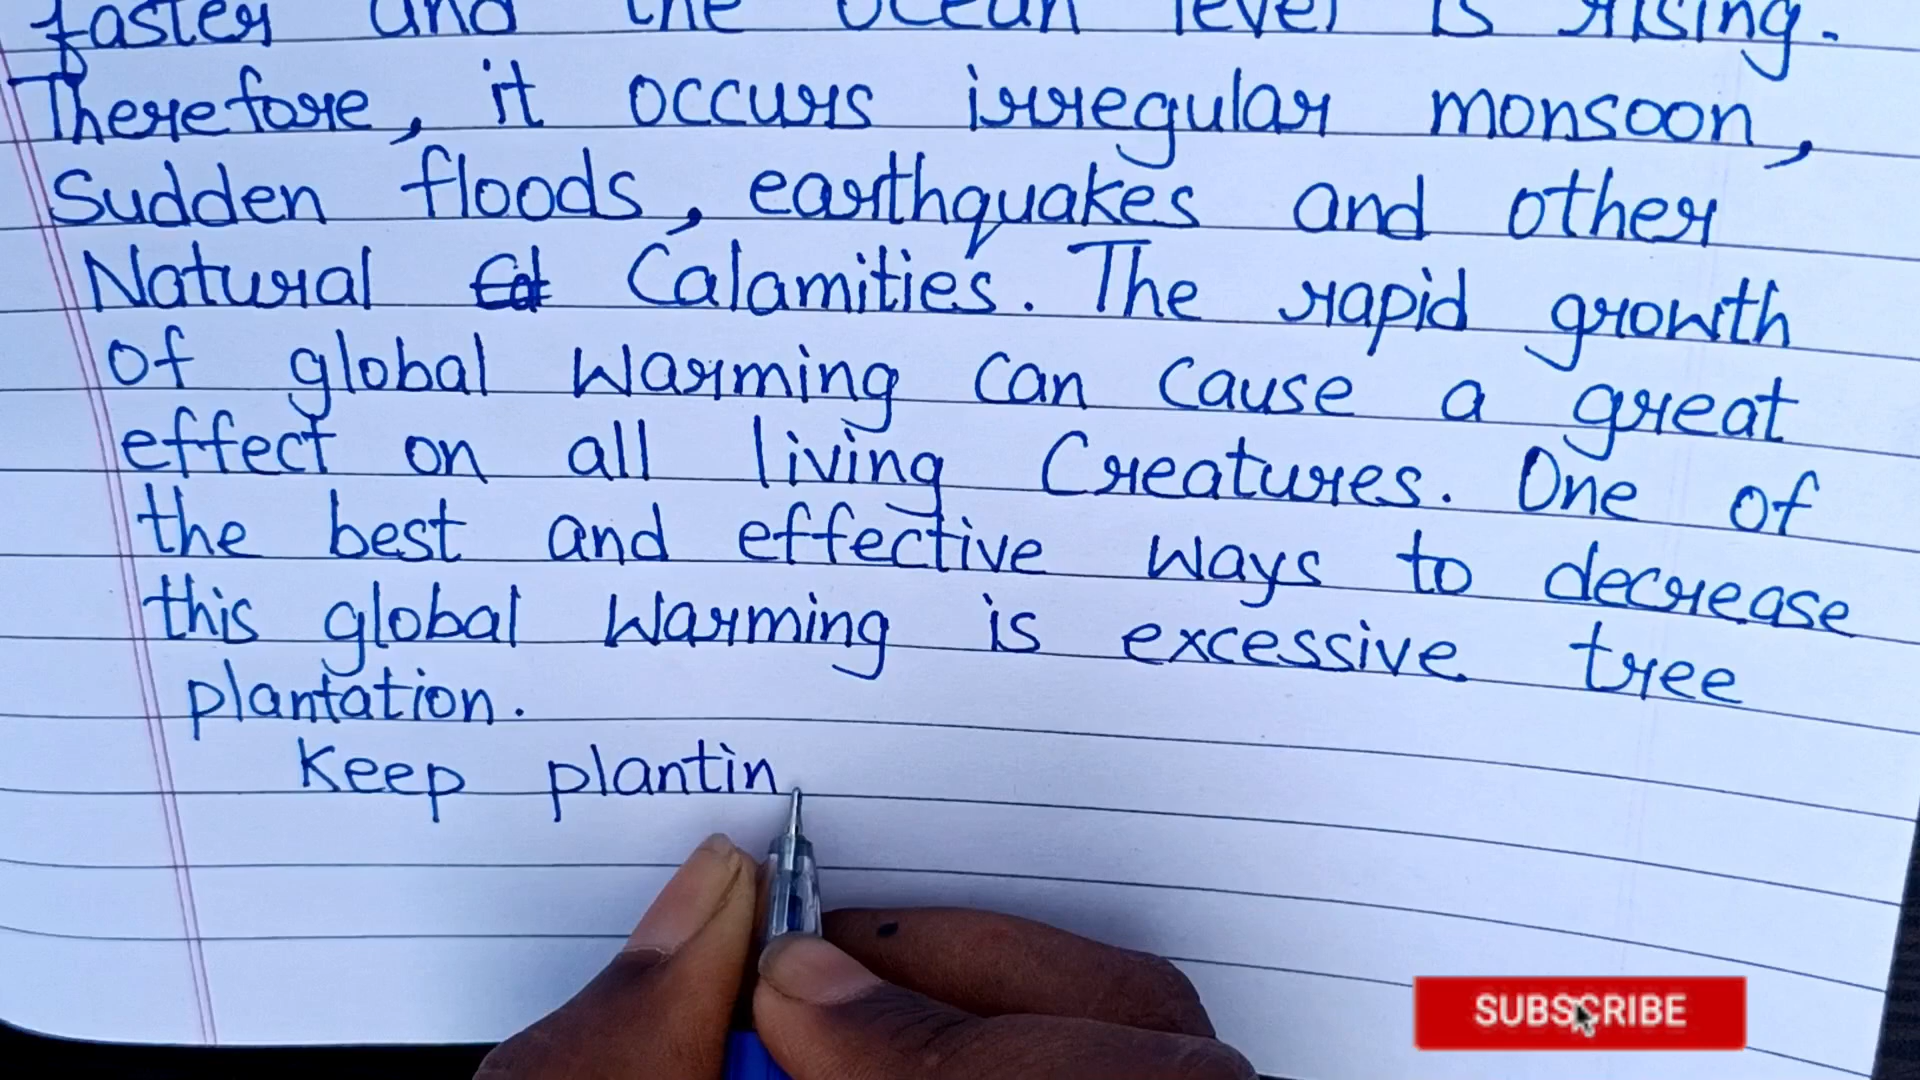 faster and the ocean level is rising.
Therefore, it occurs irregular monsoon,
Sudden floods, earthquakes and other
Natural Cat Calamities. The rapid growth
of global warming can cause a great
effect on all living Creatures. One of
the best and effective ways to decrease
this global warming is excessive tree
plantation.
Keep plantin
SUBSCRIBE